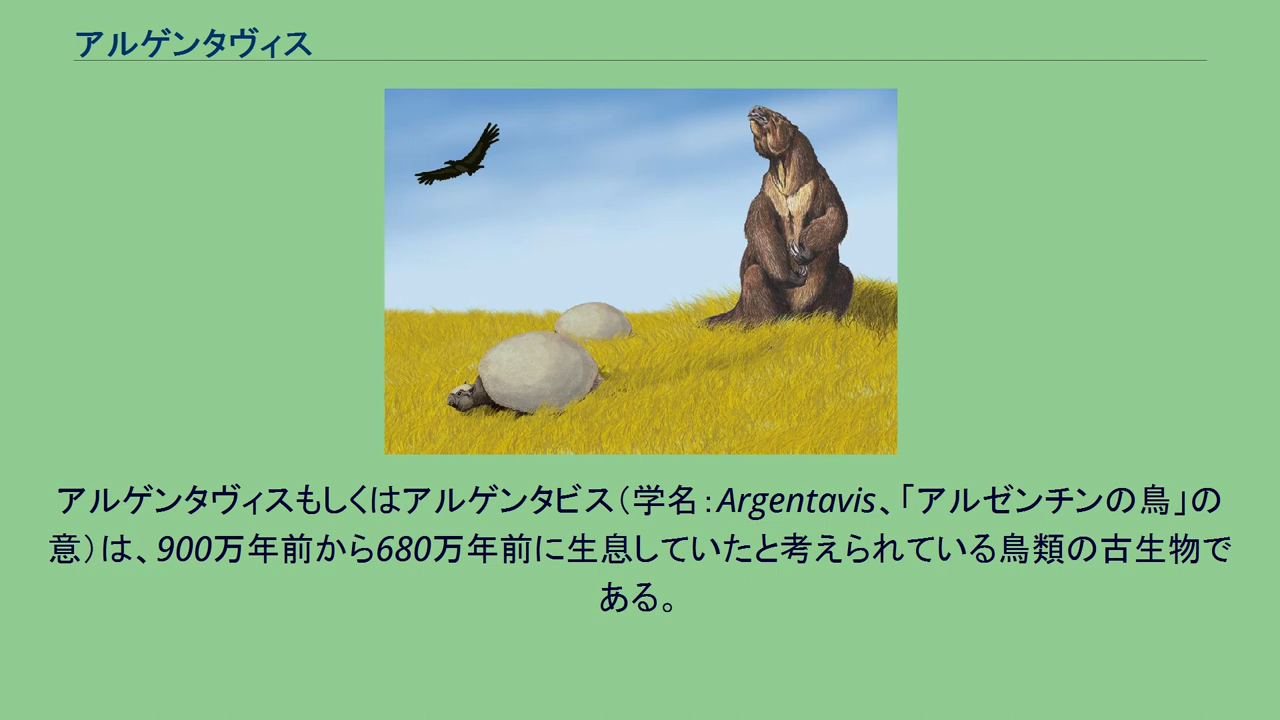 アルゲンタヴィス
アルゲンタヴィスもしくはアルゲンタビス（学名：Argentavis、「アルゼンチンの鳥」の
意）は、900万年前から680万年前に生息していたと考えられている鳥類の古生物で
ある。